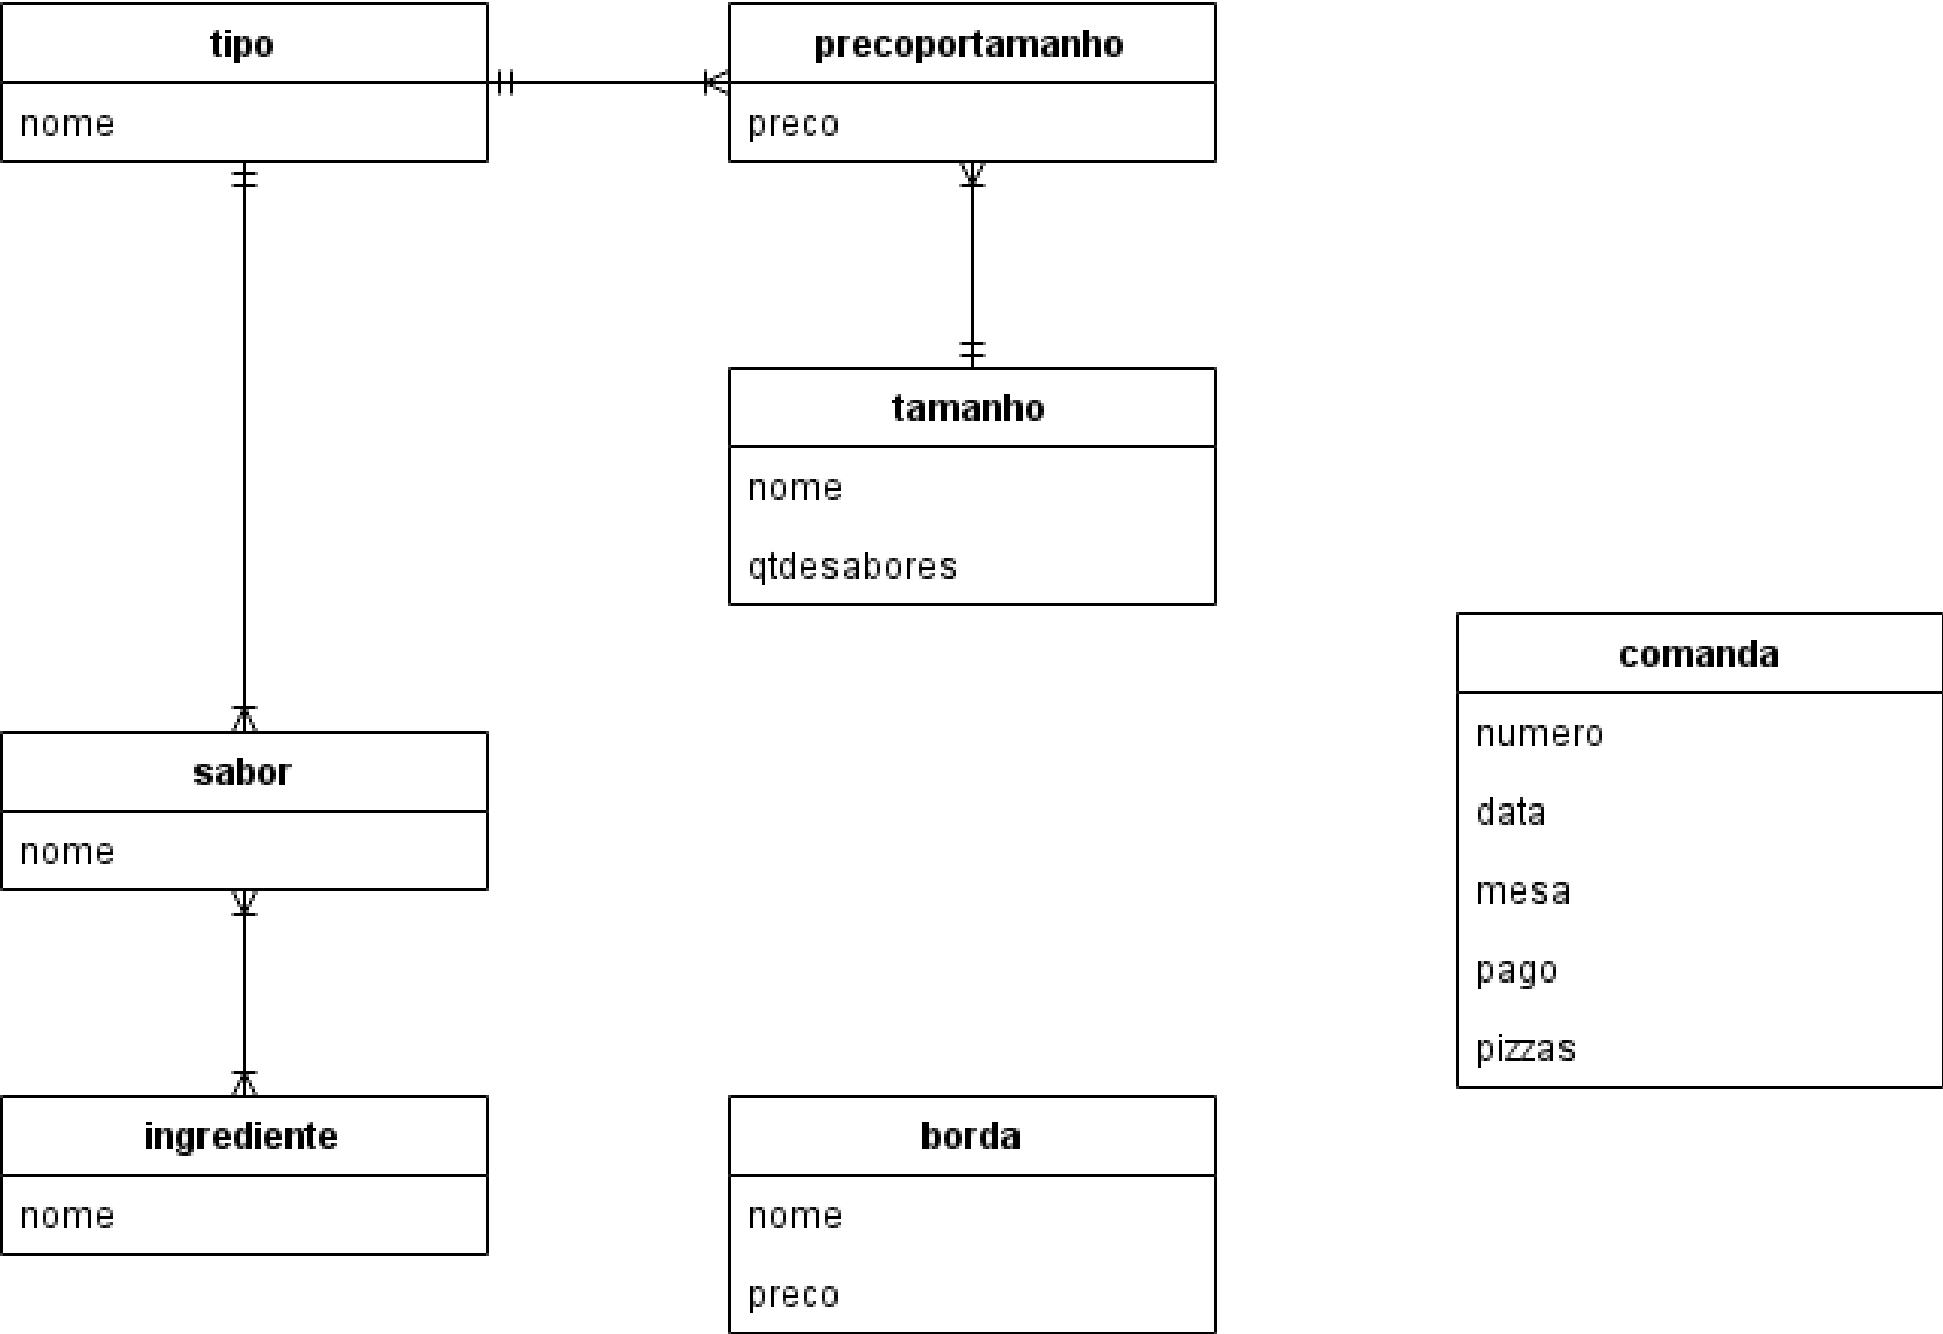 tipo
nome
precoportamanho
preco
tamanho
nome
qtdesabores
comanda
numero
data
mesa
pago
pizzas
sabor
nome
ingrediente
nome
borda
nome
preco